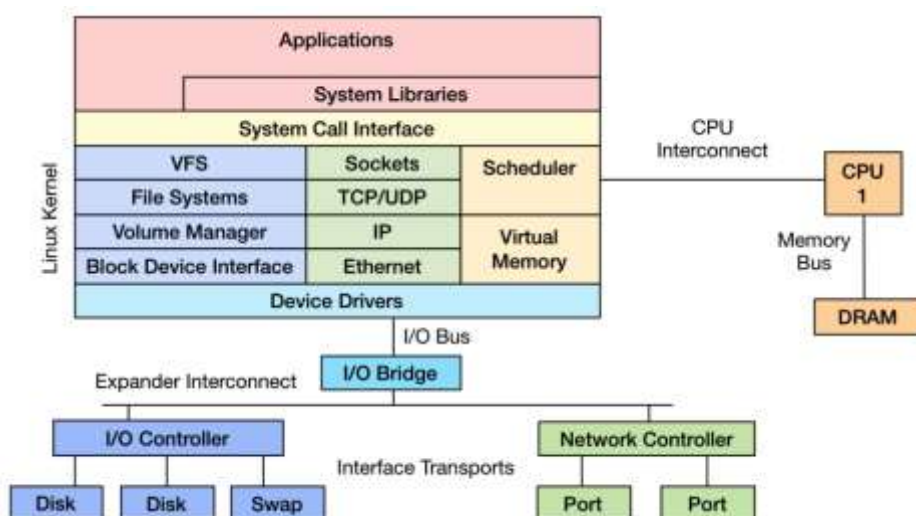 Applications
System Libraries
System Call Interface
Linux Kernel
VFS
Sockets
Scheduler
File Systems
TCP/UDP
Volume Manager
IP
Virtual
Memory
Block Device Interface
Ethernet
Device Drivers
CPU
Interconnect
CPU
1
Memory
Bus
DRAM
I/O Bus
I/O Bridge
Expander Interconnect
I/O Controller
Network Controller
Interface Transports
Disk
Disk
Swap
Port
Port